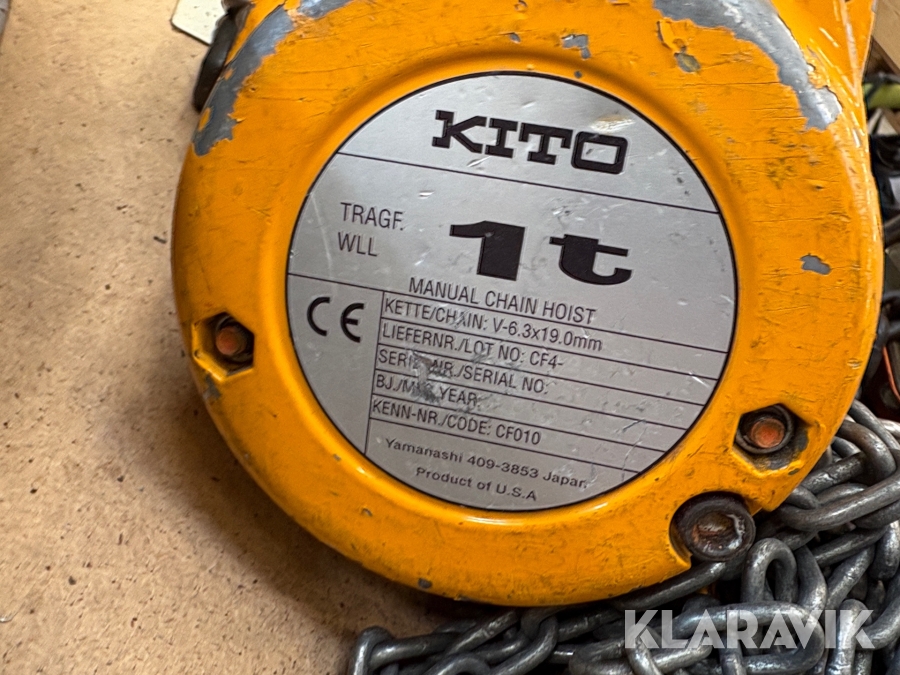 KITO
TRAGF.
WLL
1t
MANUAL CHAIN HOIST
CE
KETTE/CHAIN: V-6.3x19.0mm
LIEFERNR./LOT NO: CF4-
SERIENNR./SERIAL NO:
BJ./MFG YEAR:
KENN-NR./CODE: CF010
Yamanashi 409-3853 Japan
Product of U.S.A
KLARAVIK